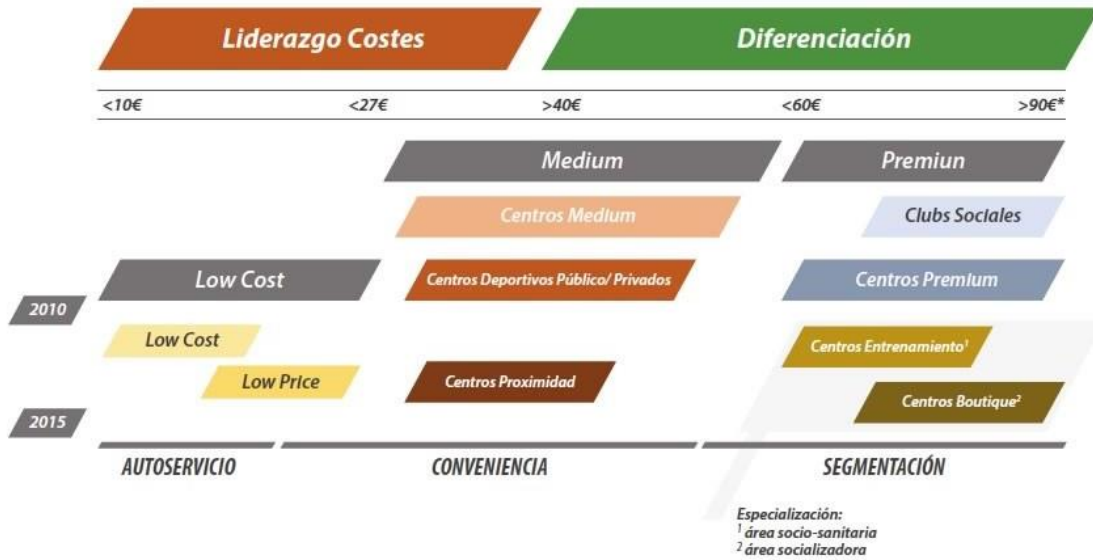 Liderazgo Costes
Diferenciación
<10€ <27€ >40€ <60€ >90€*
Medium
Premiun
Centros Medium
Clubs Sociales
Low Cost
Centros Deportivos Público/ Privados
Centros Premium
2010
Low Cost
Centros Entrenamiento¹
Low Price
Centros Proximidad
Centros Boutique²
2015
AUTOSERVICIO
CONVENIENCIA
SEGMENTACIÓN
Especialización:
¹ área socio-sanitaria
² área socializadora